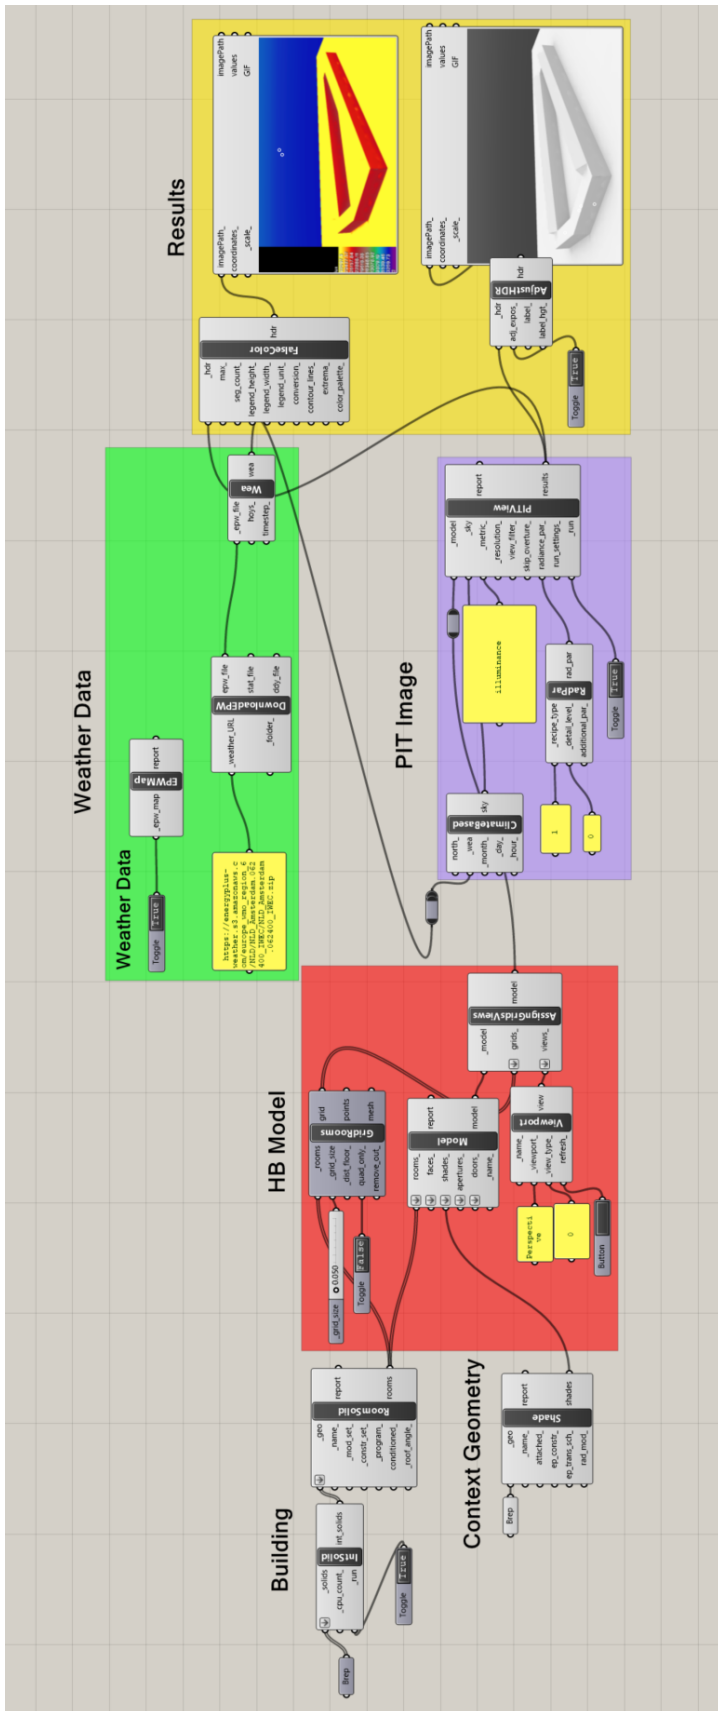 Building
Brep
_solids
_cpu_count_
_run
IntSolid
int_solids
Toggle True
_geo
_name_
_mod_set_
_constr_set_
_program_
conditioned_
_roof_angle_
RoomSolid
report
rooms
Context Geometry
Brep
_geo
_name_
attached_
ep_constr_
ep_trans_sch_
rad_mod_
Shade
report
shades
HB Model
_grid_size 0.050
Toggle False
_rooms
_grid_size
_dist_floor_
quad_only_
remove_out_
GridRooms
grid
points
mesh
rooms_
faces_
shades_
apertures_
doors_
_name_
Model
report
model
Perspecti
ve
0
Button
_name_
_viewport_
_view_type_
refresh_
Viewport
view
_model
grids_
views_
AssignGridsViews
model
Weather Data
Weather Data
Toggle True
_epw_map
EPWMap
report
https://energyplus-
weather.s3.amazonaws.c
om/europe_wmo_region_6
/NLD/NLD_Amsterdam.062
400_IWEC/NLD_Amsterdam
.062400_IWEC.zip
_weather_URL
_folder_
DownloadEPW
epw_file
stat_file
ddy_file
_epw_file
hoys_
timestep_
Wea
wea
PIT Image
north_
_wea
_month_
_day_
_hour_
ClimateBased
sky
illuminance
1
0
_recipe_type
_detail_level_
additional_par_
RadPar
rad_par
Toggle True
_model
_sky
_metric_
_resolution_
view_filter_
skip_overture_
radiance_par_
run_settings_
_run
PITView
report
results
Results
_hdr
max_
seg_count_
legend_height_
legend_width_
legend_unit_
conversion_
contour_lines_
extrema_
color_palette_
FalseColor
hdr
imagePath_
coordinates_
_scale_
imagePath
values
GIF
Toggle True
_hdr
adj_expos_
label_
label_hgt_
AdjustHDR
hdr
imagePath_
coordinates_
_scale_
imagePath
values
GIF